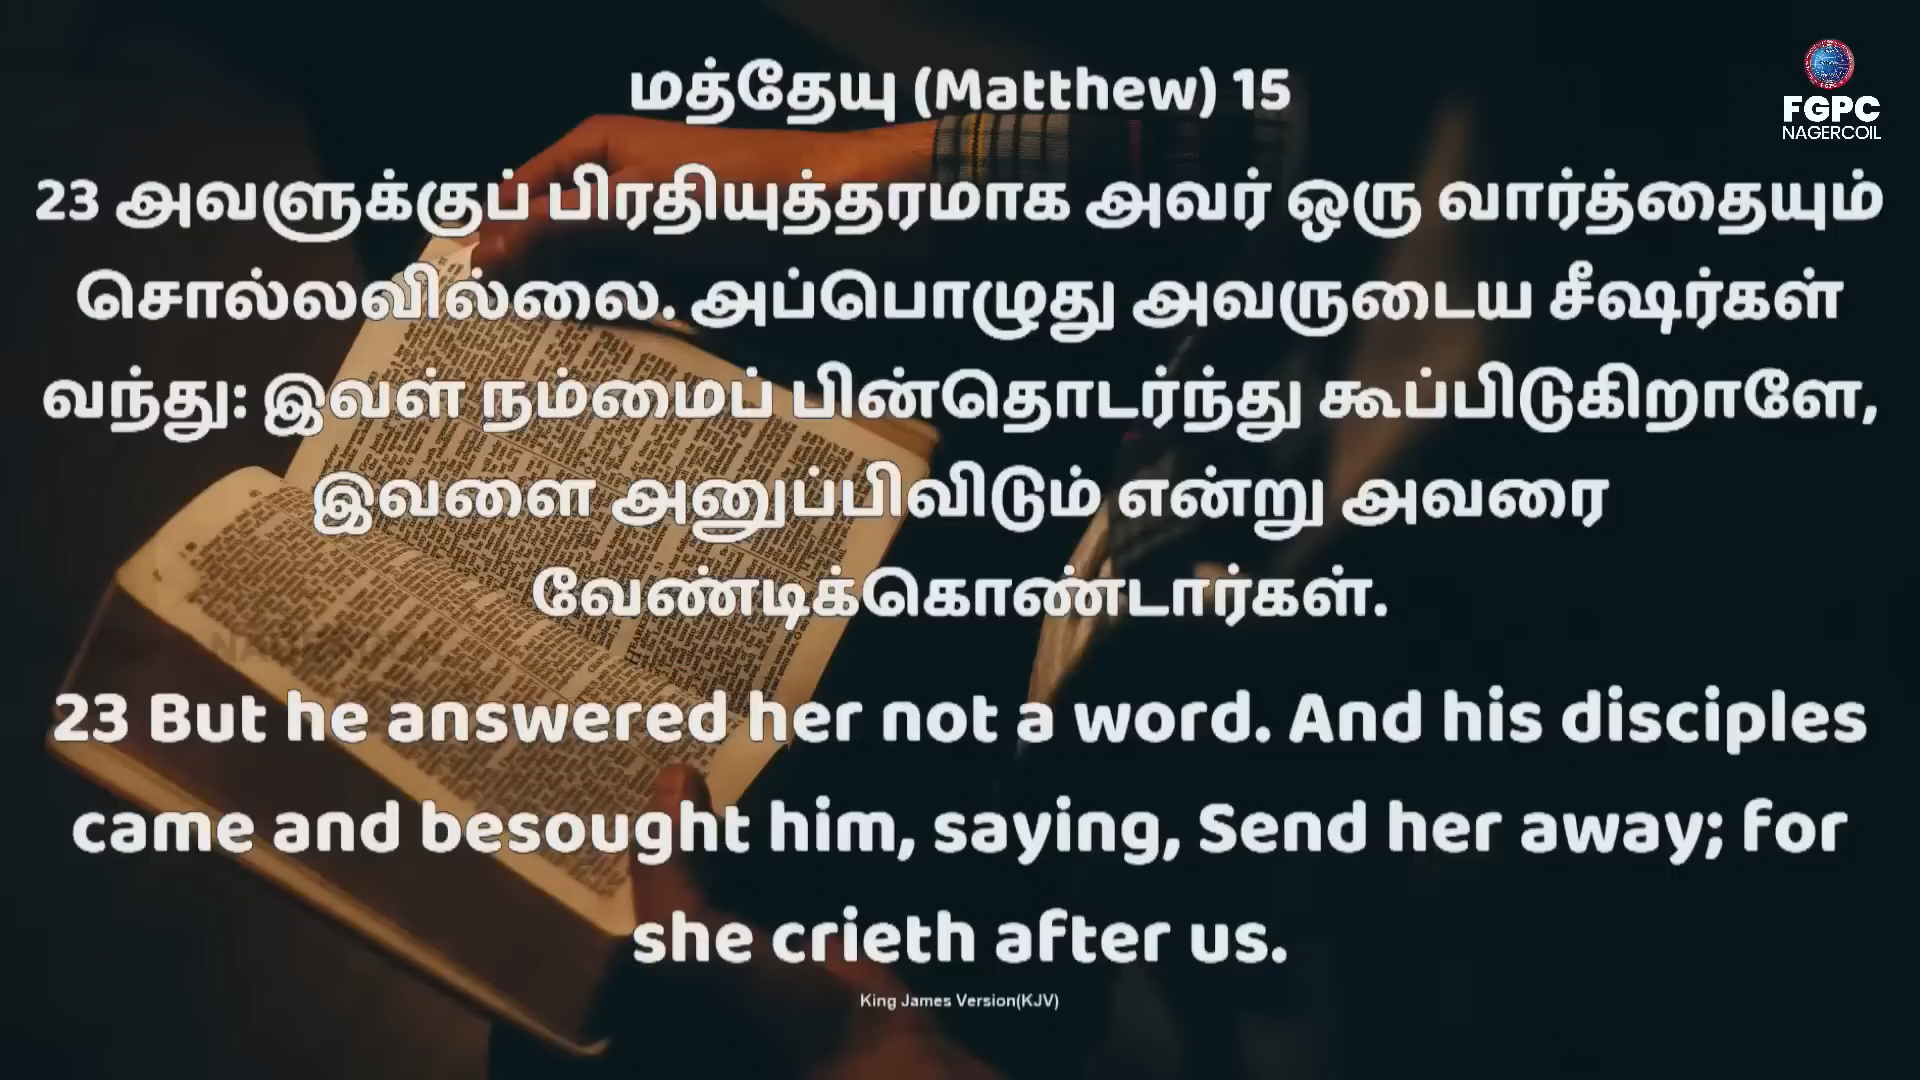 மத்தேயு (Matthew) 15
FGPC
NAGERCOIL
23 அவளுக்குப் பிரதியுத்தரமாக அவர் ஒரு வார்த்தையும்
சொல்லவில்லை. அப்பொழுது அவருடைய சீஷர்கள்
வந்து: இவள் நம்மைப் பின்தொடர்ந்து கூப்பிடுகிறாளே,
இவளை அனுப்பிவிடும் என்று அவரை
வேண்டிக்கொண்டார்கள்.
23 But he answered her not a word. And his disciples
came and besought him, saying, Send her away; for
she crieth after us.
King James Version(KJV)